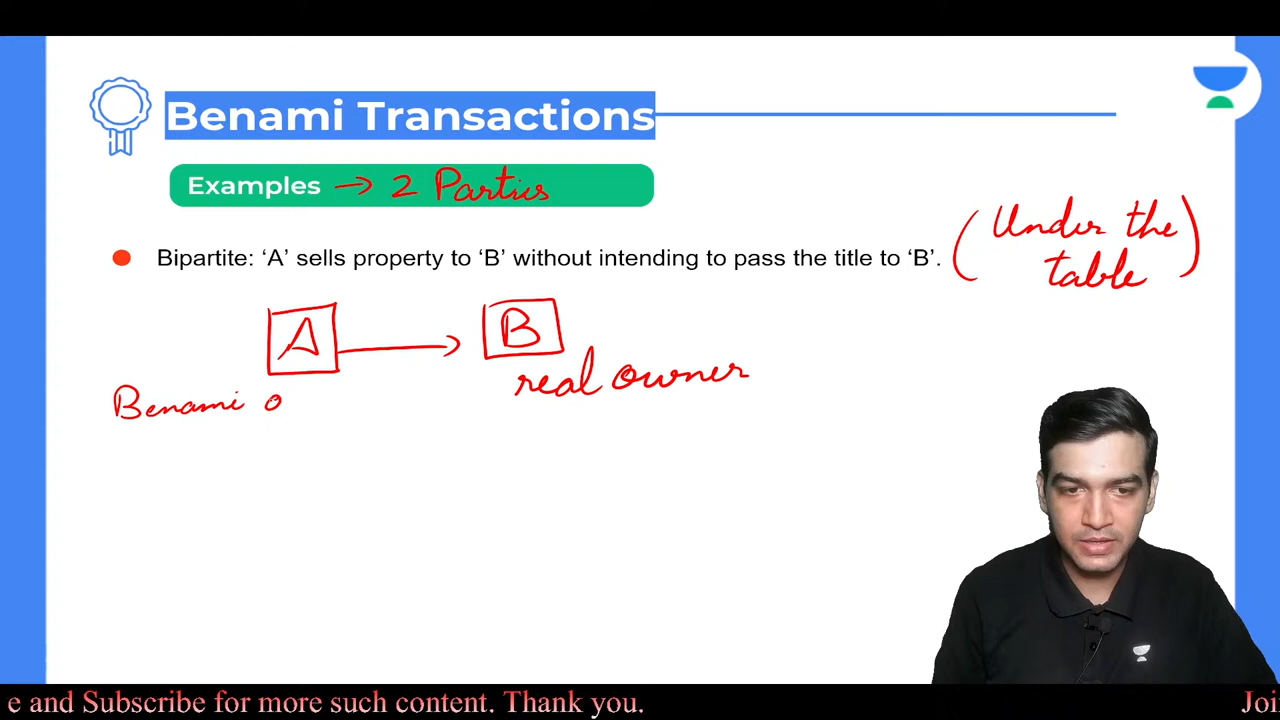 Benami Transactions
Examples → 2 Parties
Bipartite: ‘A’ sells property to ‘B’ without intending to pass the title to ‘B’.
(Under the
table)
A → B
real owner
Benami o
e and Subscribe for more such content. Thank you.
Joi